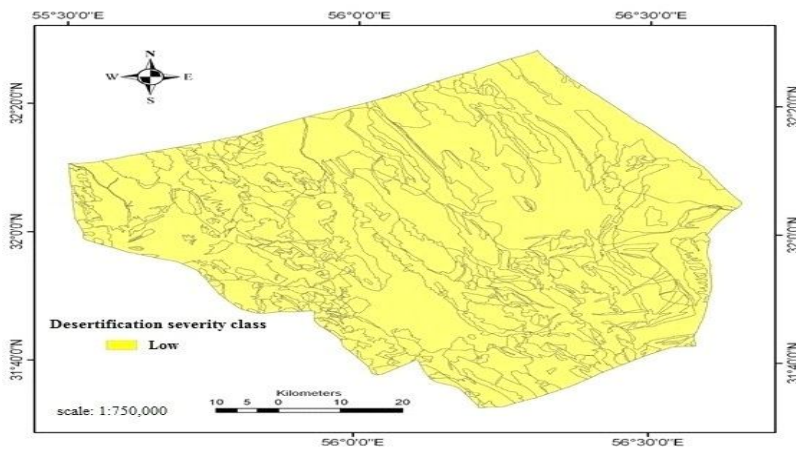 55°30'0"E 56°0'0"E 56°30'0"E
N
W E
S
32°20'0"N 32°20'0"N
32°0'0"N 32°0'0"N
Desertification severity class
Low
31°40'0"N 31°40'0"N
Kilometers
scale: 1:750,000 10 5 0 10 20
56°0'0"E 56°30'0"E